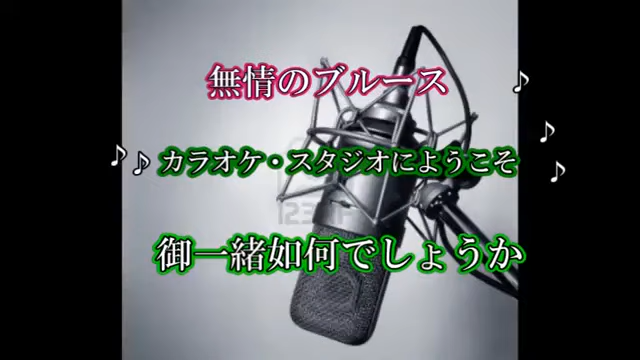 無情のブルース
カラオケ・スタジオにようこそ
御一緒如何でしょうか